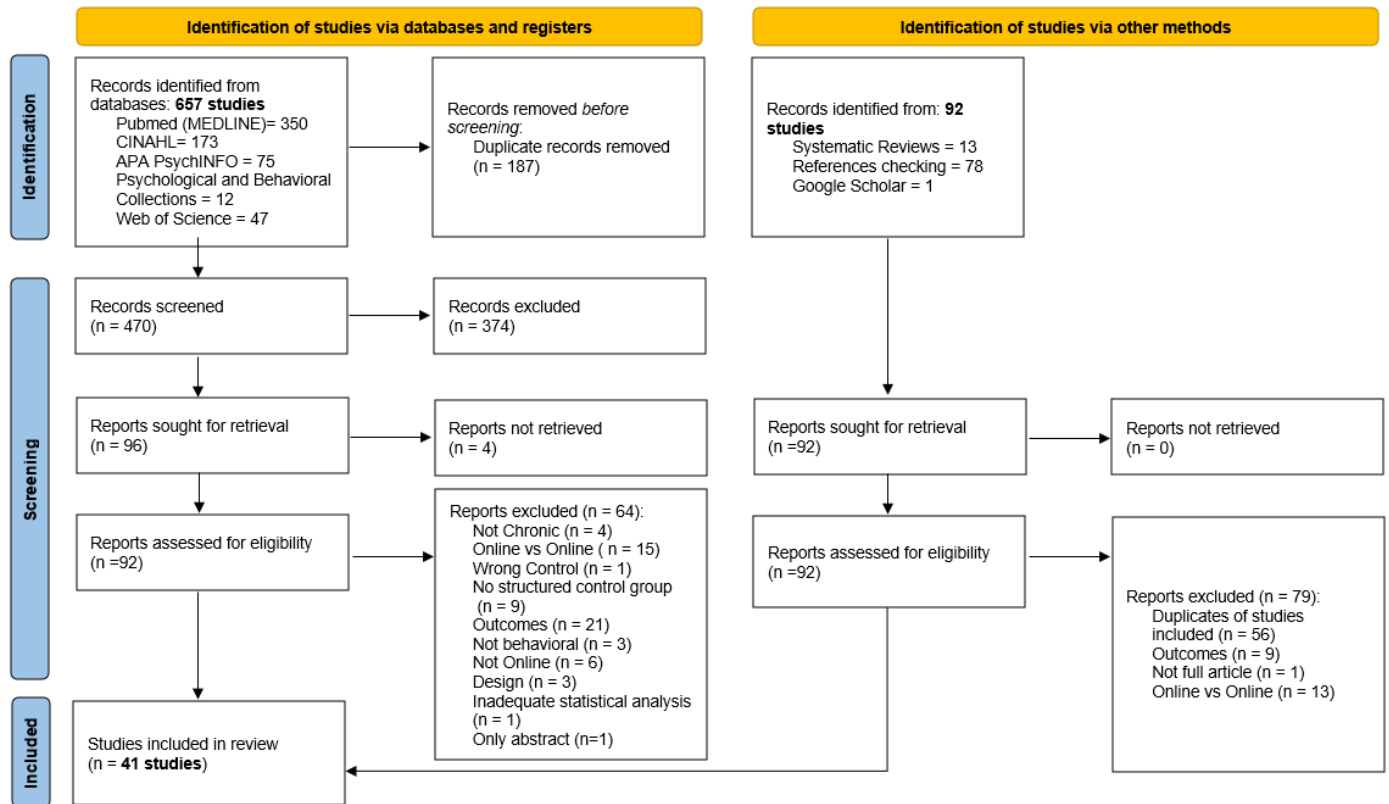 Identification of studies via databases and registers
Identification of studies via other methods
Identification
Records identified from
databases: 657 studies
Pubmed (MEDLINE)= 350
CINAHL= 173
APA PsychINFO = 75
Psychological and Behavioral
Collections = 12
Web of Science = 47
Records removed before
screening:
Duplicate records removed
(n = 187)
Records identified from: 92
studies
Systematic Reviews = 13
References checking = 78
Google Scholar = 1
Screening
Records screened
(n = 470)
Records excluded
(n = 374)
Reports sought for retrieval
(n = 96)
Reports not retrieved
(n = 4)
Reports sought for retrieval
(n =92)
Reports not retrieved
(n = 0)
Reports assessed for eligibility
(n =92)
Reports excluded (n = 64):
Not Chronic (n = 4)
Online vs Online ( n = 15)
Wrong Control (n = 1)
No structured control group
(n = 9)
Outcomes (n = 21)
Not behavioral (n = 3)
Not Online (n = 6)
Design (n = 3)
Inadequate statistical analysis
(n = 1)
Only abstract (n=1)
Reports assessed for eligibility
(n =92)
Reports excluded (n = 79):
Duplicates of studies
included (n = 56)
Outcomes (n = 9)
Not full article (n = 1)
Online vs Online (n = 13)
Included
Studies included in review
(n = 41 studies)